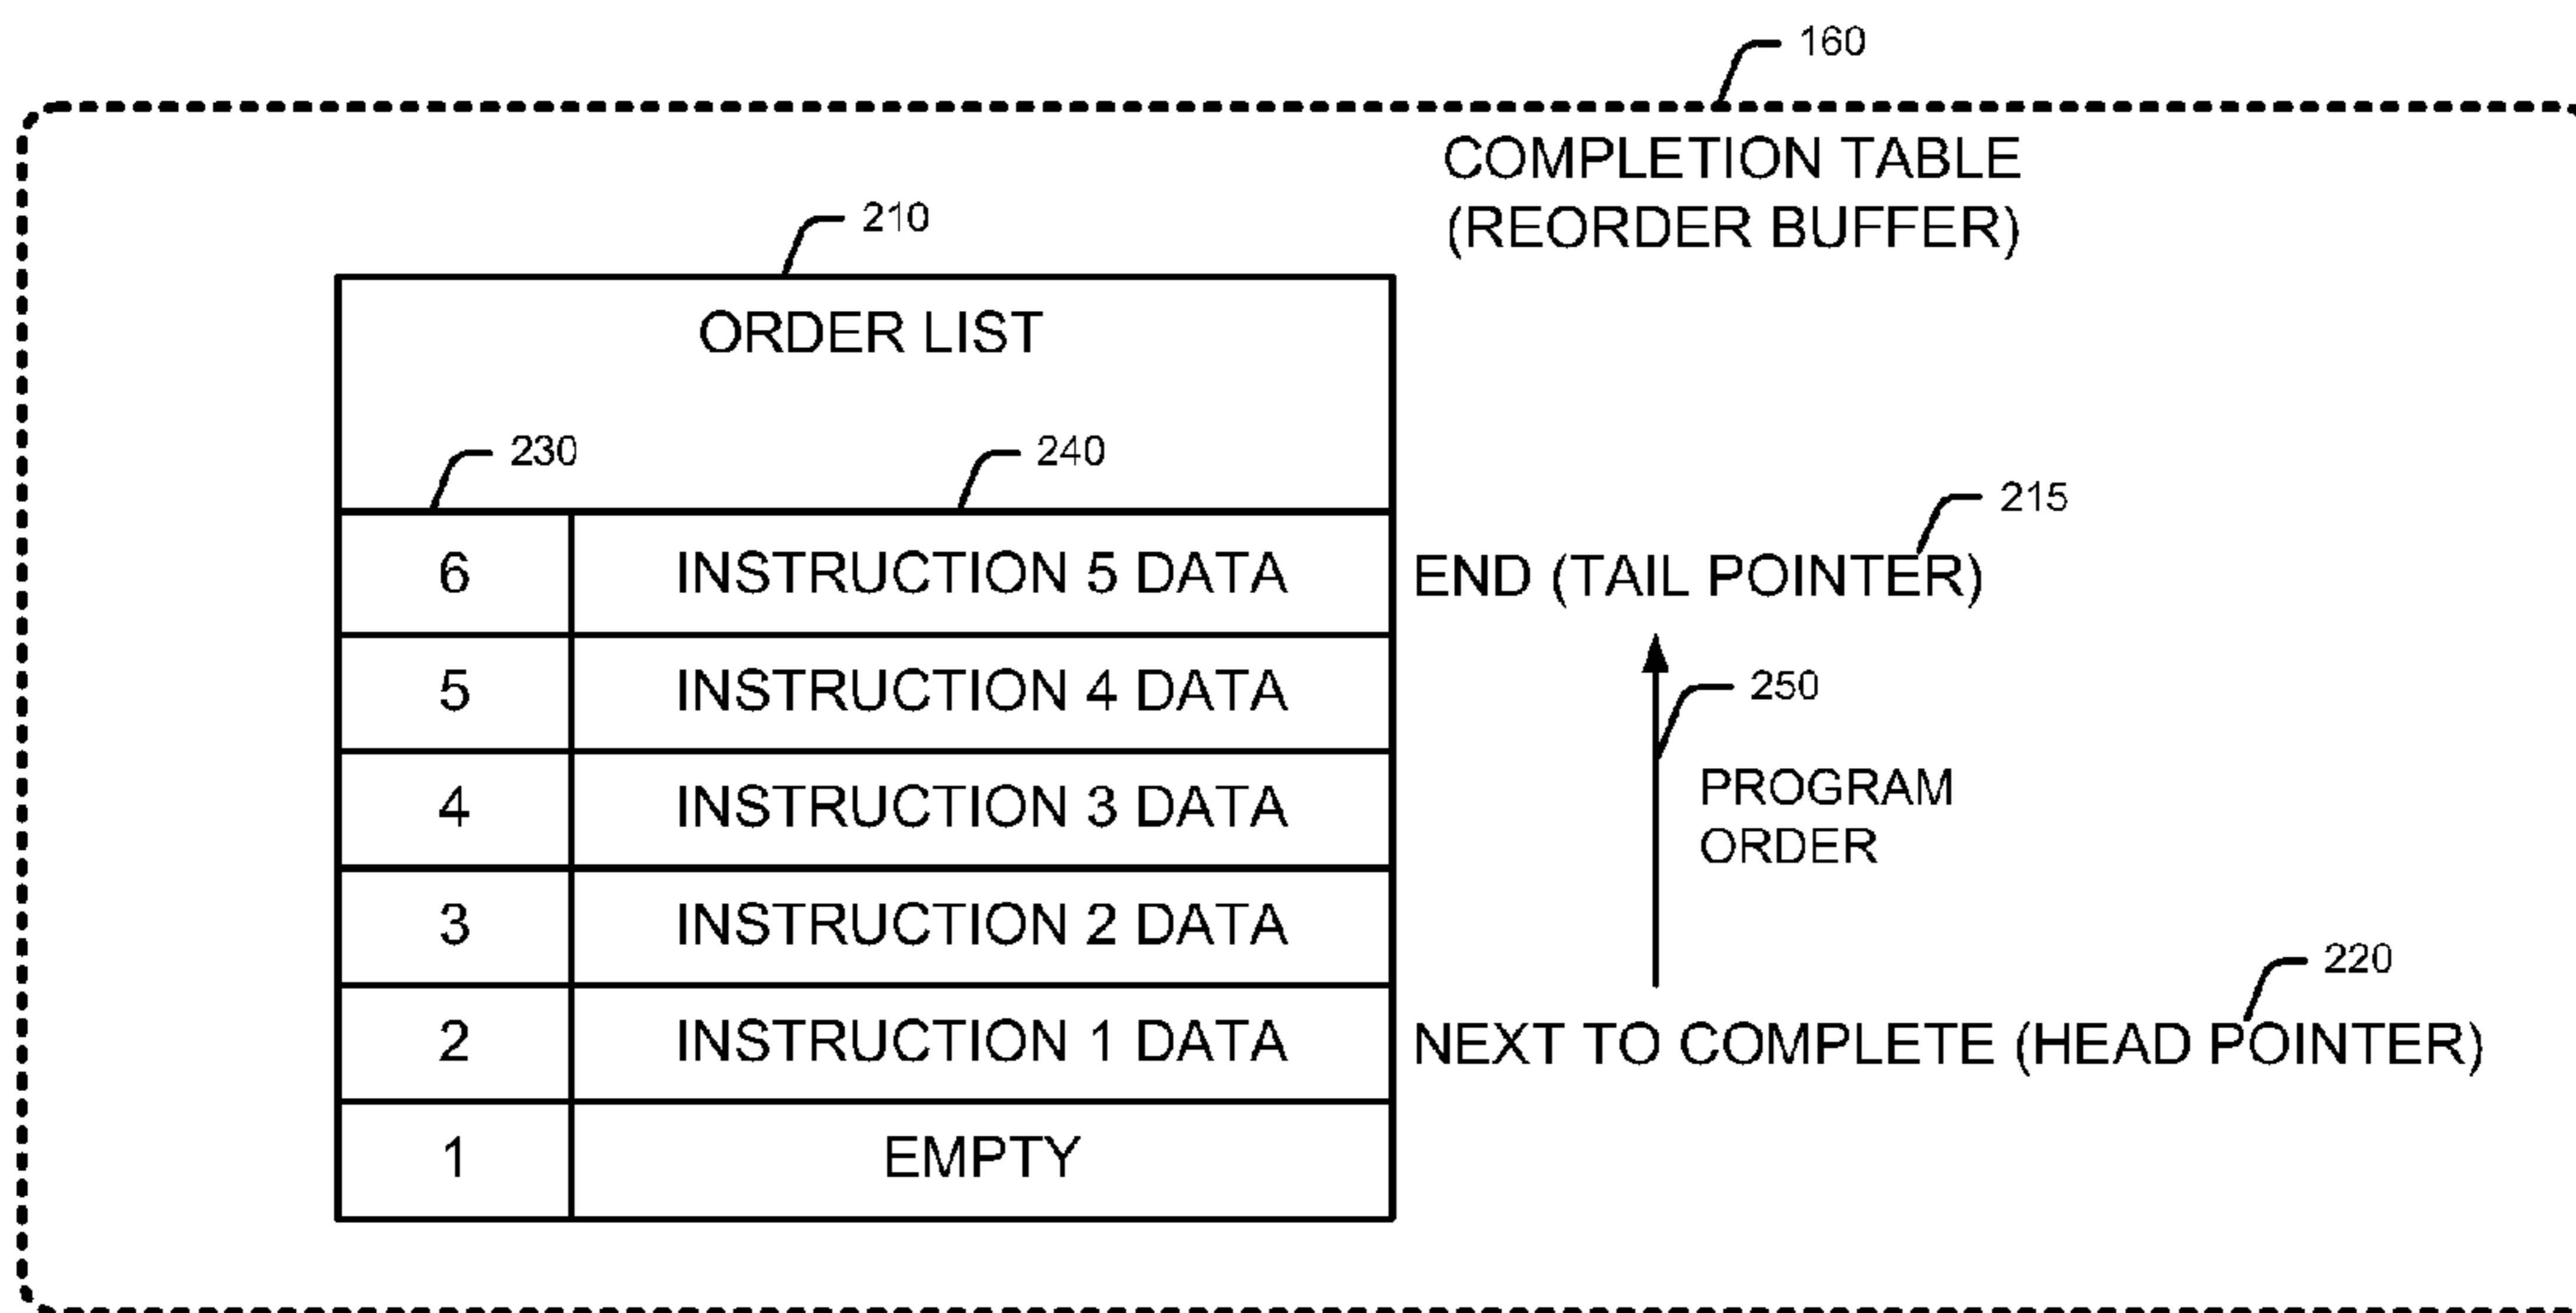 160
COMPLETION TABLE
(REORDER BUFFER)
210
ORDER LIST
230
240
215
6 INSTRUCTION 5 DATA END (TAIL POINTER)
5 INSTRUCTION 4 DATA
250
4 INSTRUCTION 3 DATA
PROGRAM
ORDER
3 INSTRUCTION 2 DATA
220
2 INSTRUCTION 1 DATA NEXT TO COMPLETE (HEAD POINTER)
1 EMPTY